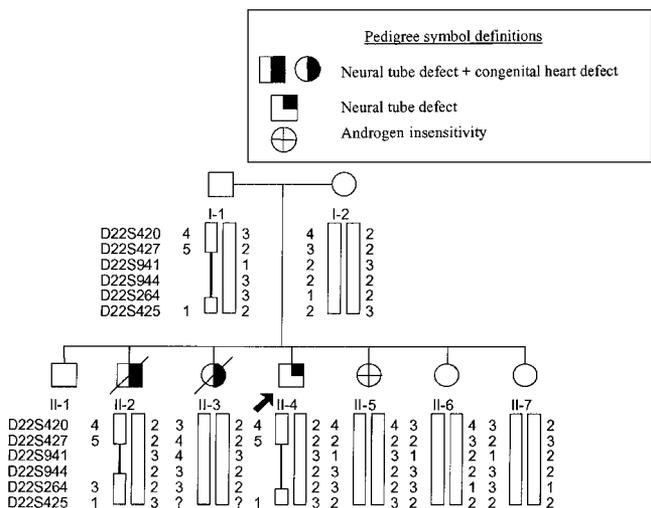 Pedigree symbol definitions
Neural tube defect + congenital heart defect
Neural tube defect
Androgen insensitivity
I-1 I-2
D22S420 4 3 4 2
D22S427 5 2 3 2
D22S941 1 2 3
D22S944 3 2 2
D22S264 3 1 2
D22S425 1 2 2 3
II-1 II-2 II-3 II-4 II-5 II-6 II-7
D22S420 4 2 3 2 4 2 4 4 3 4 3 2
D22S427 5 2 4 2 5 2 2 2 2 3 2 3
D22S941 3 4 3 3 1 3 1 2 1 2
D22S944 2 3 2 2 3 2 3 2 3 2
D22S264 3 2 3 2 2 3 2 3 1 3 1
D22S425 1 3 ? ? 1 3 2 3 2 2 2 2